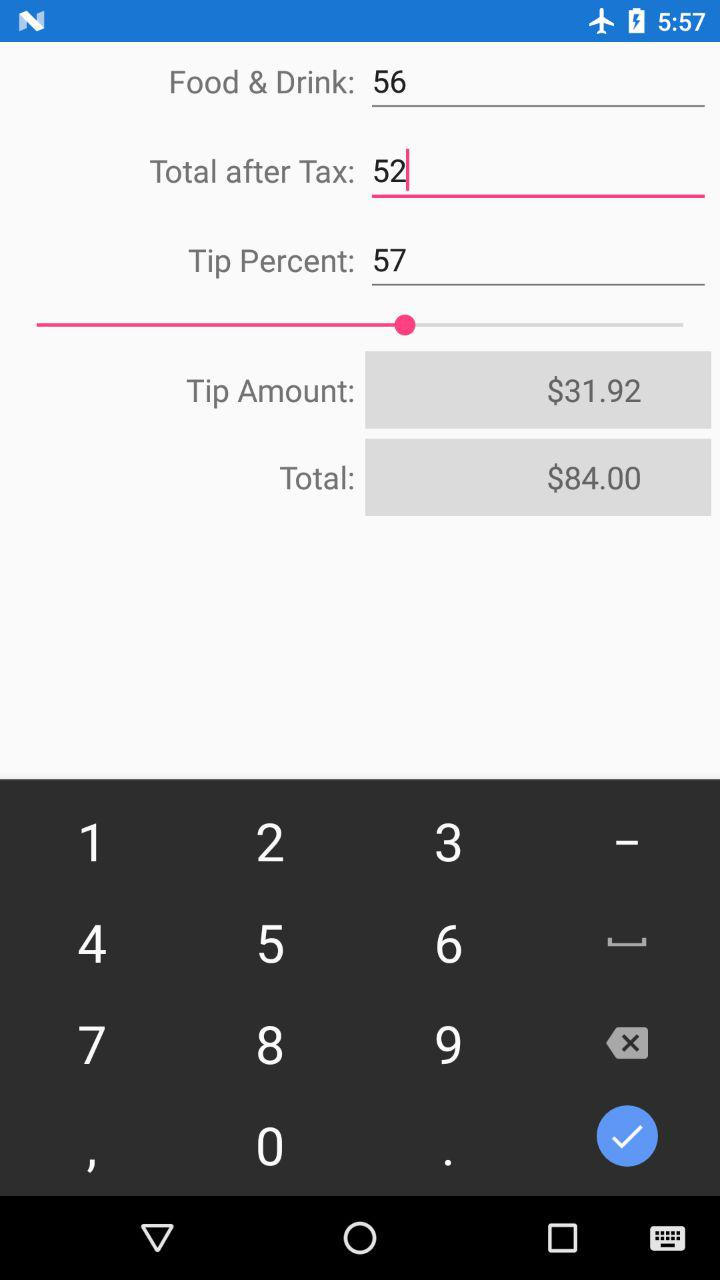 5:57
Food & Drink: 56
Total after Tax: 52
Tip Percent: 57
Tip Amount: $31.92
Total: $84.00
1 2 3 –
4 5 6
7 8 9
, 0 .